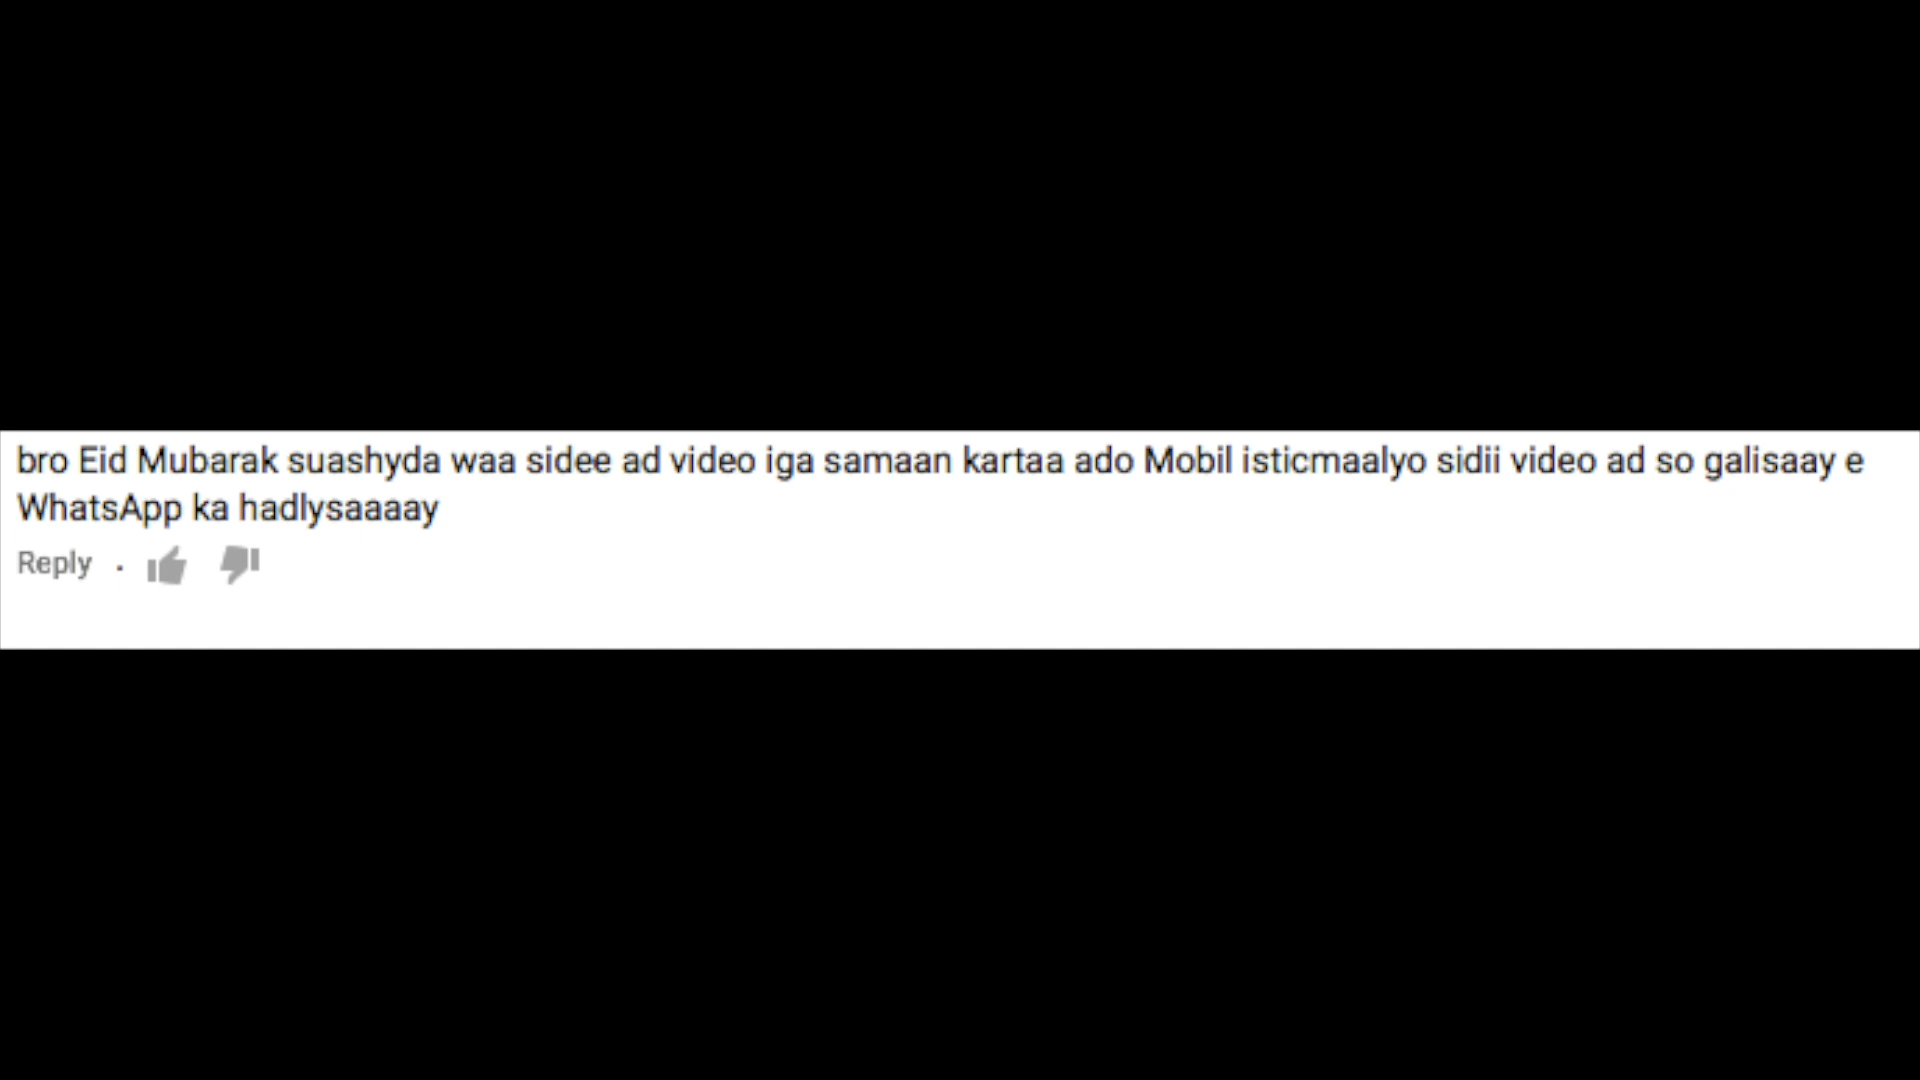 bro Eid Mubarak suashyda waa sidee ad video iga samaan kartaa ado Mobil isticmaalyo sidii video ad so galisaay e
WhatsApp ka hadlysaaaay
Reply